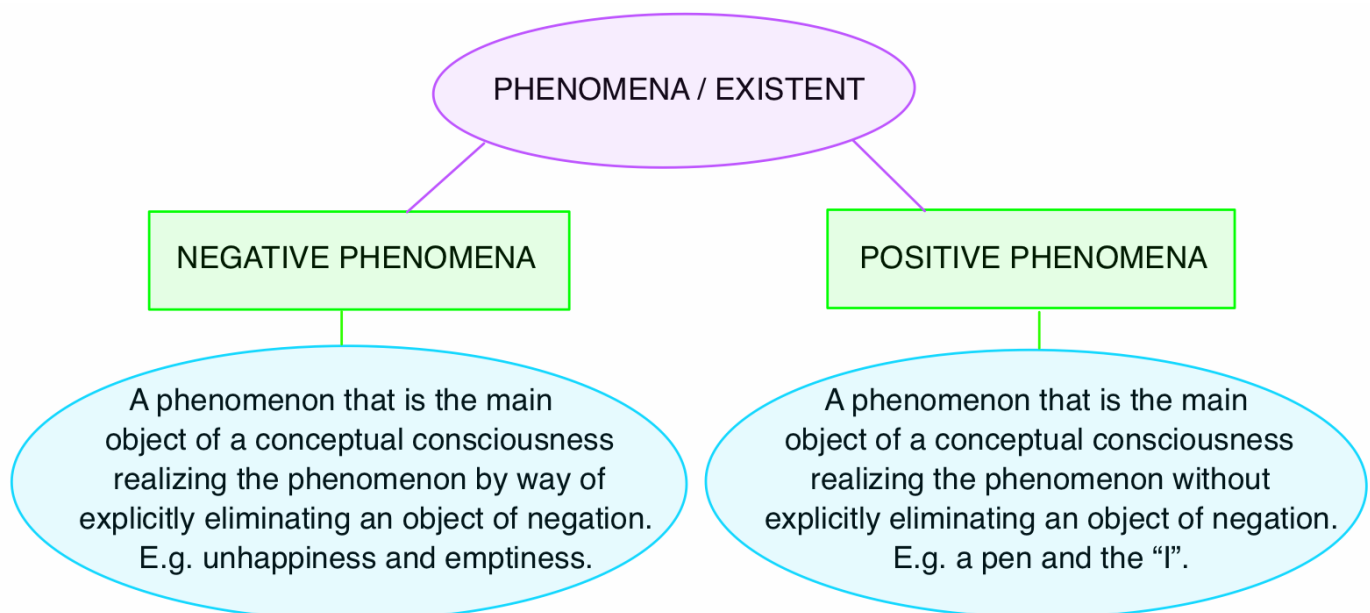 PHENOMENA / EXISTENT
NEGATIVE PHENOMENA
POSITIVE PHENOMENA
A phenomenon that is the main
object of a conceptual consciousness
realizing the phenomenon by way of
explicitly eliminating an object of negation.
E.g. unhappiness and emptiness.
A phenomenon that is the main
object of a conceptual consciousness
realizing the phenomenon without
explicitly eliminating an object of negation.
E.g. a pen and the “I”.